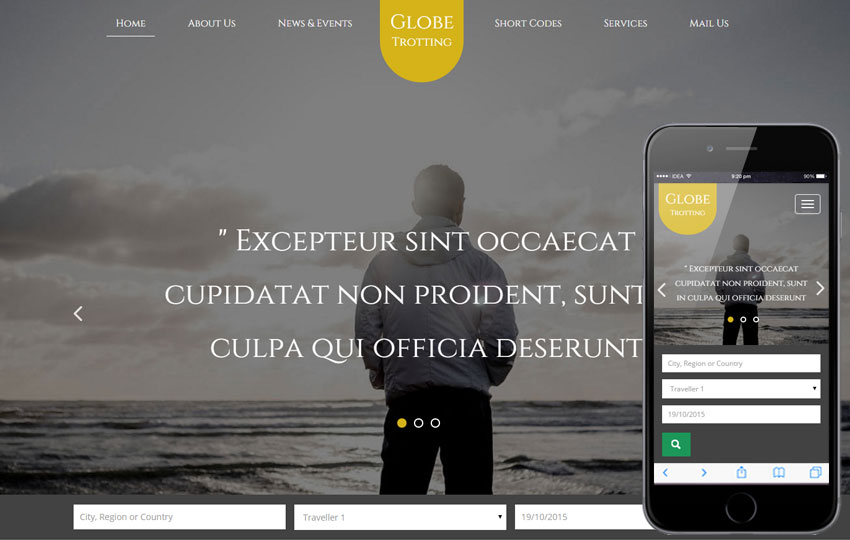 Home About Us News & Events Globe Trotting Short Codes Services Mail Us
" Excepteur sint occaecat
cupidatat non proident, sunt
culpa qui officia deserunt
City, Region or Country Traveller 1 19/10/2015
IDEA 9:20 pm 90%
Globe
Trotting
" Excepteur sint occaecat
cupidatat non proident, sunt
in culpa qui officia deserunt
City, Region or Country
Traveller 1
19/10/2015